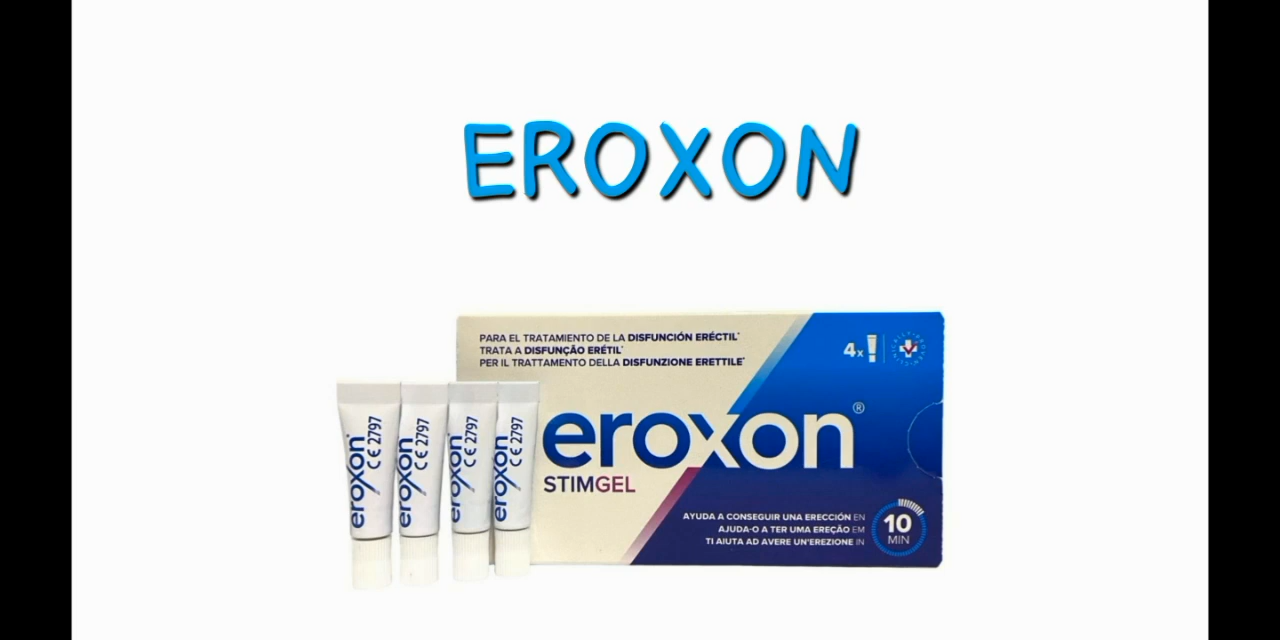 EROXON
PARA EL TRATAMIENTO DE LA DISFUNCIÓN ERÉCTIL*
TRATA A DISFUNÇÃO ERÉTIL*
PER IL TRATTAMENTO DELLA DISFUNZIONE ERETTILE*
4x
eroxon®
STIMGEL
AYUDA A CONSEGUIR UNA ERECCIÓN EN
AJUDA-O A TER UMA EREÇÃO EM
TI AIUTA AD AVERE UN'EREZIONE IN
10
MIN
eroxon CE 2797
eroxon CE 2797
eroxon CE 2797
eroxon CE 2797